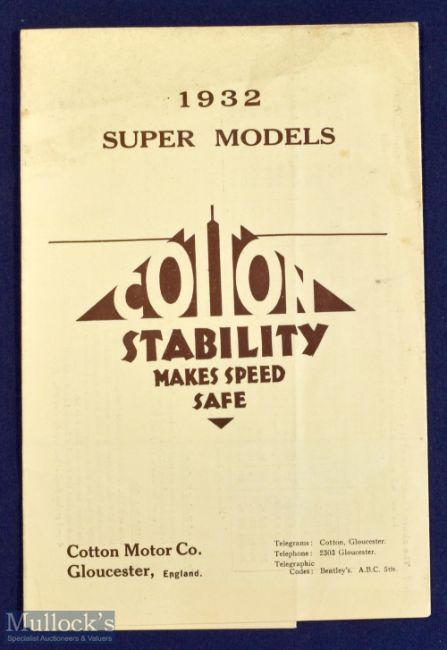 1932
SUPER MODELS
COTTON
STABILITY
MAKES SPEED
SAFE
Cotton Motor Co.
Gloucester, England.
Telegrams: Cotton, Gloucester.
Telephone: 2303 Gloucester.
Telegraphic
Codes: Bentley's. A.B.C. 5th.
Mullock's
Specialist Auctioneers & Valuers